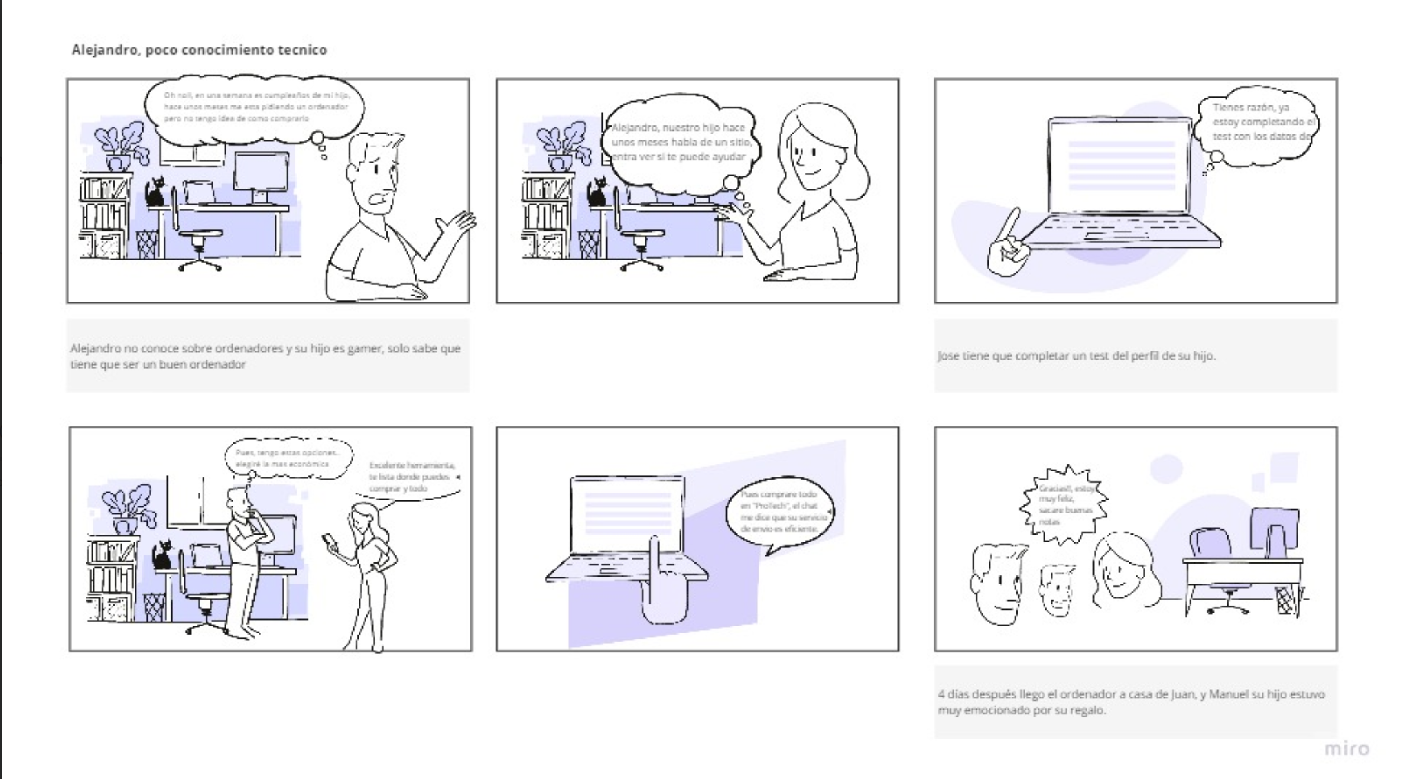 Alejandro, poco conocimiento tecnico
Oh no!!, en una semana es cumpleaños de mi hijo,
hace unos meses me esta pidiendo un ordenador
pero no tengo idea de como comprarlo
Alejandro, nuestro hijo hace
unos meses habla de un sitio,
entra ver si te puede ayudar
Tienes razón, ya
estoy completando el
test con los datos de
Alejandro no conoce sobre ordenadores y su hijo es gamer, solo sabe que
tiene que ser un buen ordenador
Jose tiene que completar un test del perfil de su hijo.
Pues, tengo estas opciones..
elegiré la mas económica
Excelente herramienta,
te lista donde puedes
comprar y todo
Pues comprare todo
en "ProTech", el chat
me dice que su servicio
de envio es eficiente.
Gracias!!, estoy
muy feliz,
sacare buenas
notas
4 días después llego el ordenador a casa de Juan, y Manuel su hijo estuvo
muy emocionado por su regalo.
miro